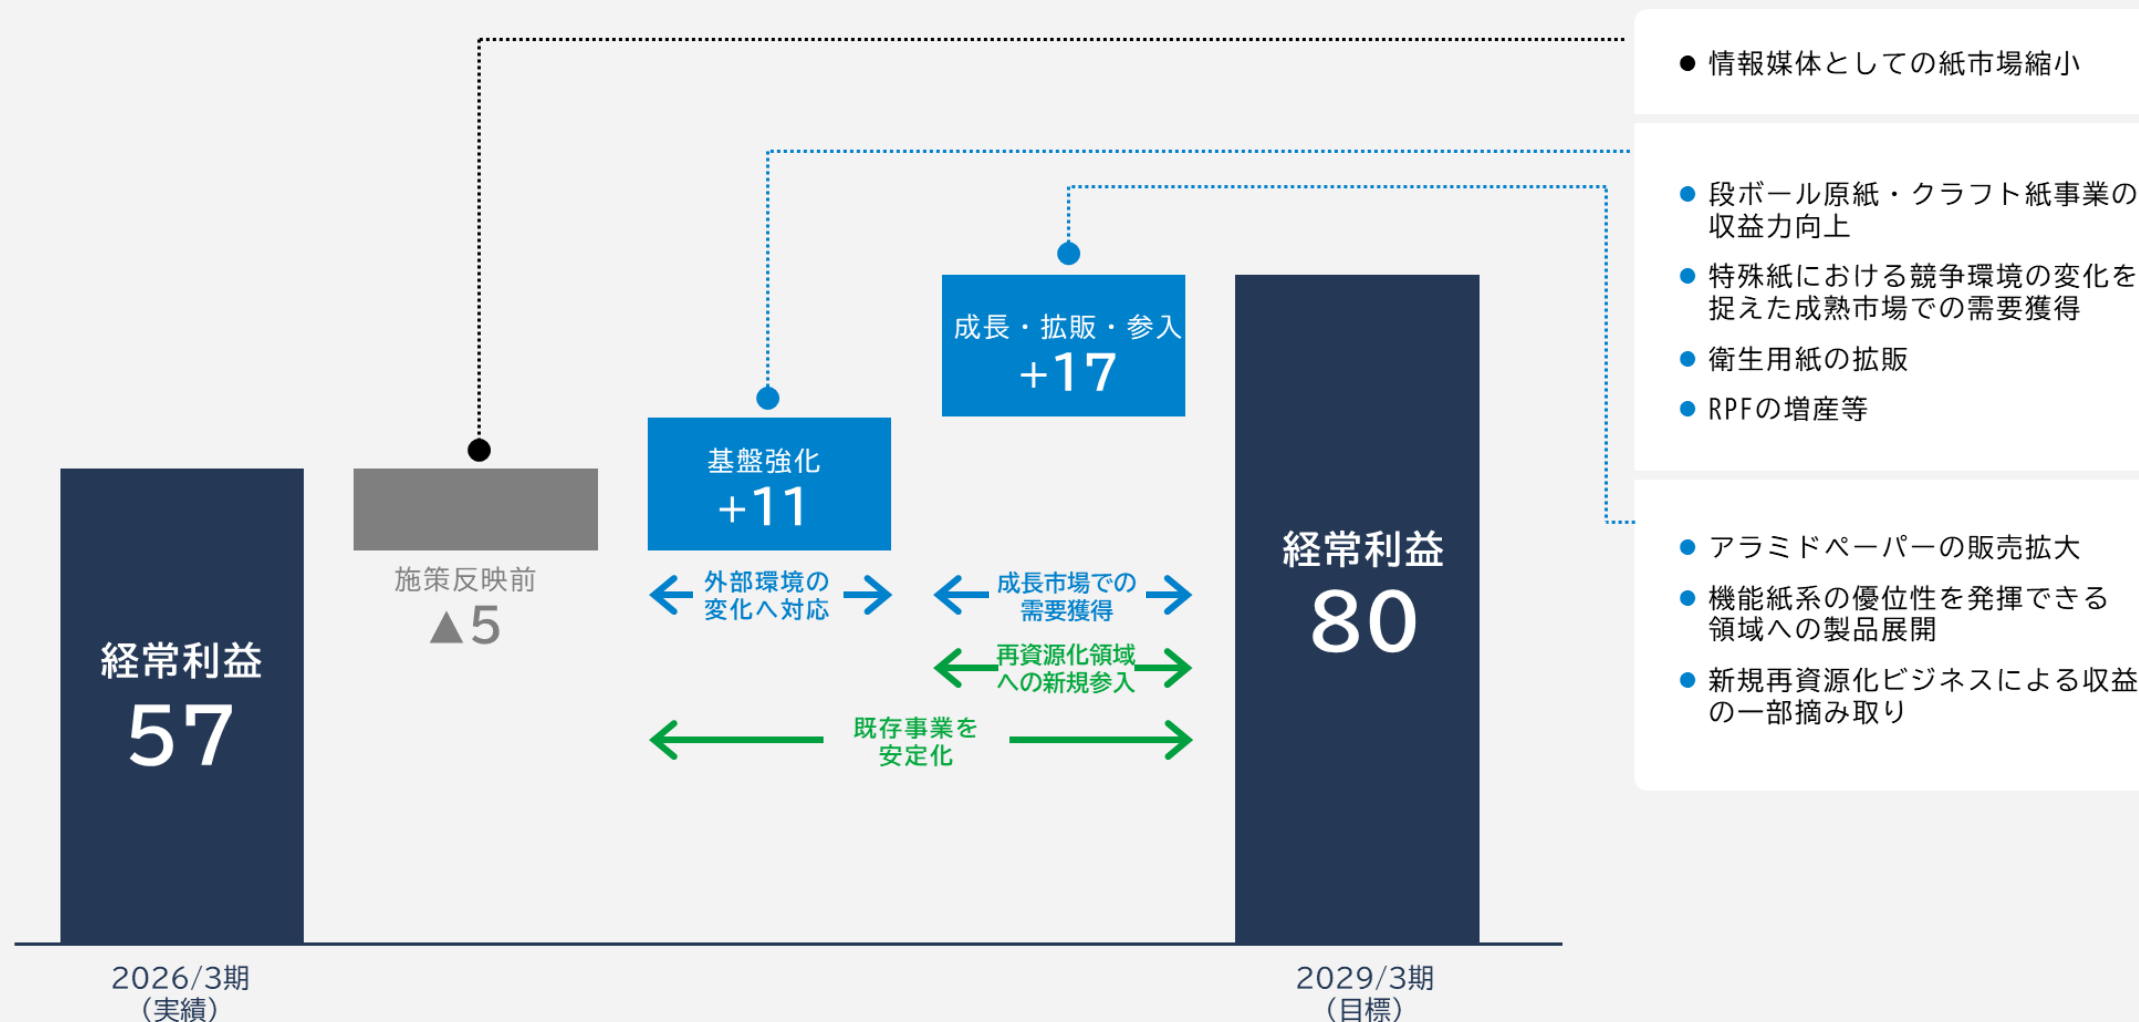 ● 情報媒体としての紙市場縮小
● 段ボール原紙・クラフト紙事業の
収益力向上
● 特殊紙における競争環境の変化を
捉えた成熟市場での需要獲得
● 衛生用紙の拡販
● RPFの増産等
● アラミドペーパーの販売拡大
● 機能紙系の優位性を発揮できる
領域への製品展開
● 新規再資源化ビジネスによる収益
の一部摘み取り
経常利益
57
施策反映前
▲5
基盤強化
+11
成長・拡販・参入
+17
外部環境の
変化へ対応
成長市場での
需要獲得
再資源化領域
への新規参入
既存事業を
安定化
経常利益
80
2026/3期
（実績）
2029/3期
（目標）